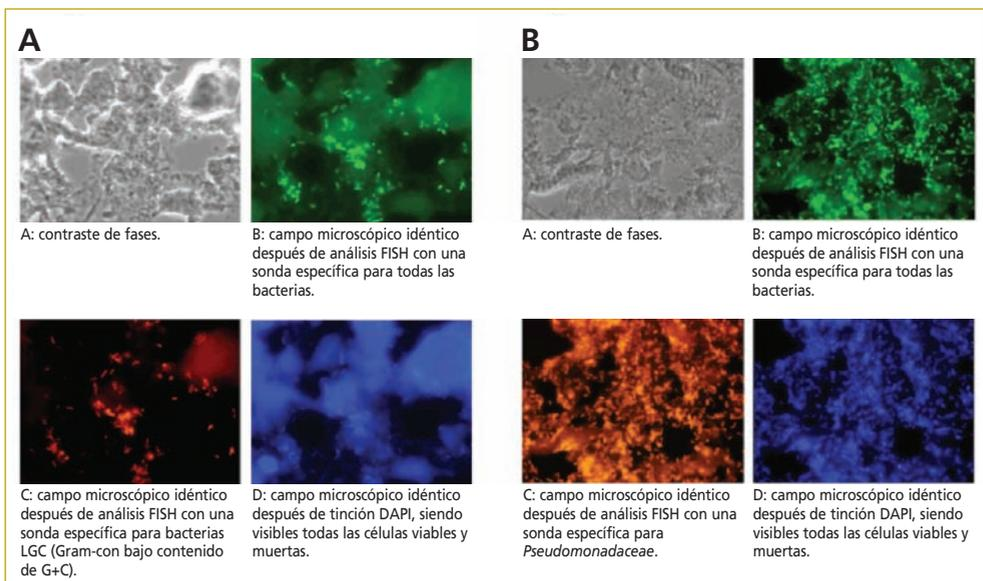 A
A: contraste de fases.
B: campo microscópico idéntico
después de análisis FISH con una
sonda específica para todas las
bacterias.
C: campo microscópico idéntico
después de análisis FISH con una
sonda específica para bacterias
LGC (Gram-con bajo contenido
de G+C).
D: campo microscópico idéntico
después de tinción DAPI, siendo
visibles todas las células viables y
muertas.
B
A: contraste de fases.
B: campo microscópico idéntico
después de análisis FISH con una
sonda específica para todas las
bacterias.
C: campo microscópico idéntico
después de análisis FISH con una
sonda específica para
Pseudomonadaceae.
D: campo microscópico idéntico
después de tinción DAPI, siendo
visibles todas las células viables y
muertas.